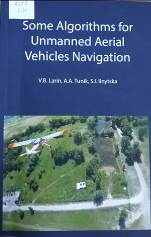 Some Algorithms for
Unmanned Aerial
Vehicles Navigation
V.B. Larin, A.A. Tunik, S.I. Ilnytska